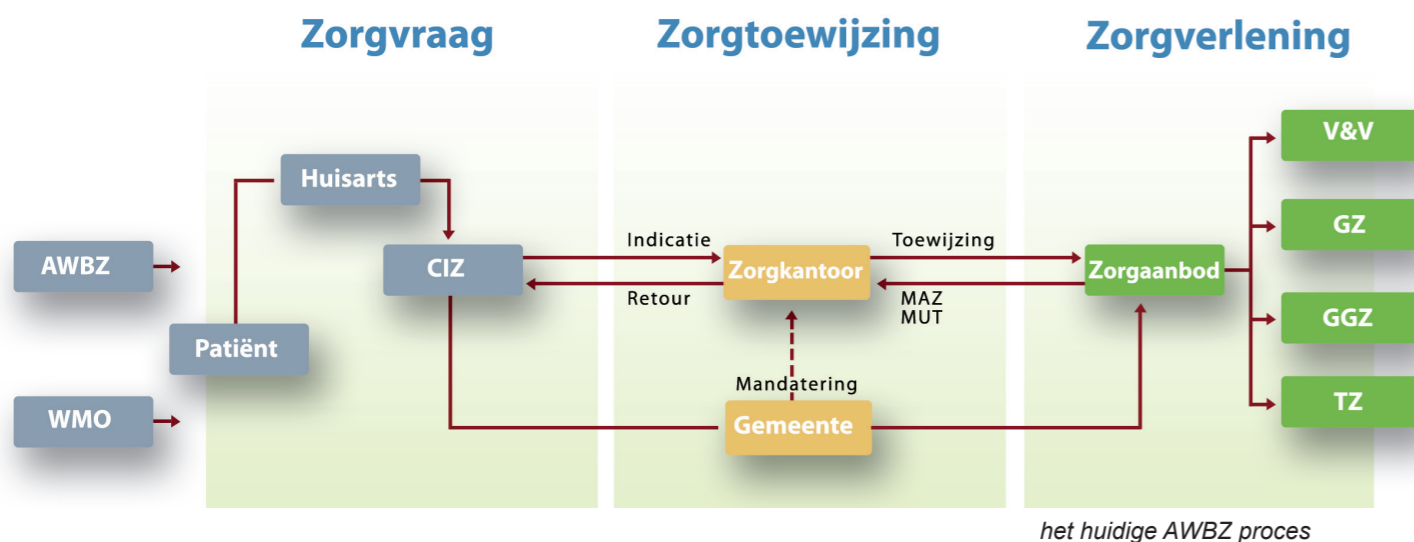 Zorgvraag
Zorgtoewijzing
Zorgverlening
AWBZ
WMO
Patiënt
Huisarts
CIZ
Indicatie
Retour
Zorgkantoor
Mandatering
Gemeente
Toewijzing
MAZ
MUT
Zorgaanbod
V&V
GZ
GGZ
TZ
het huidige AWBZ proces